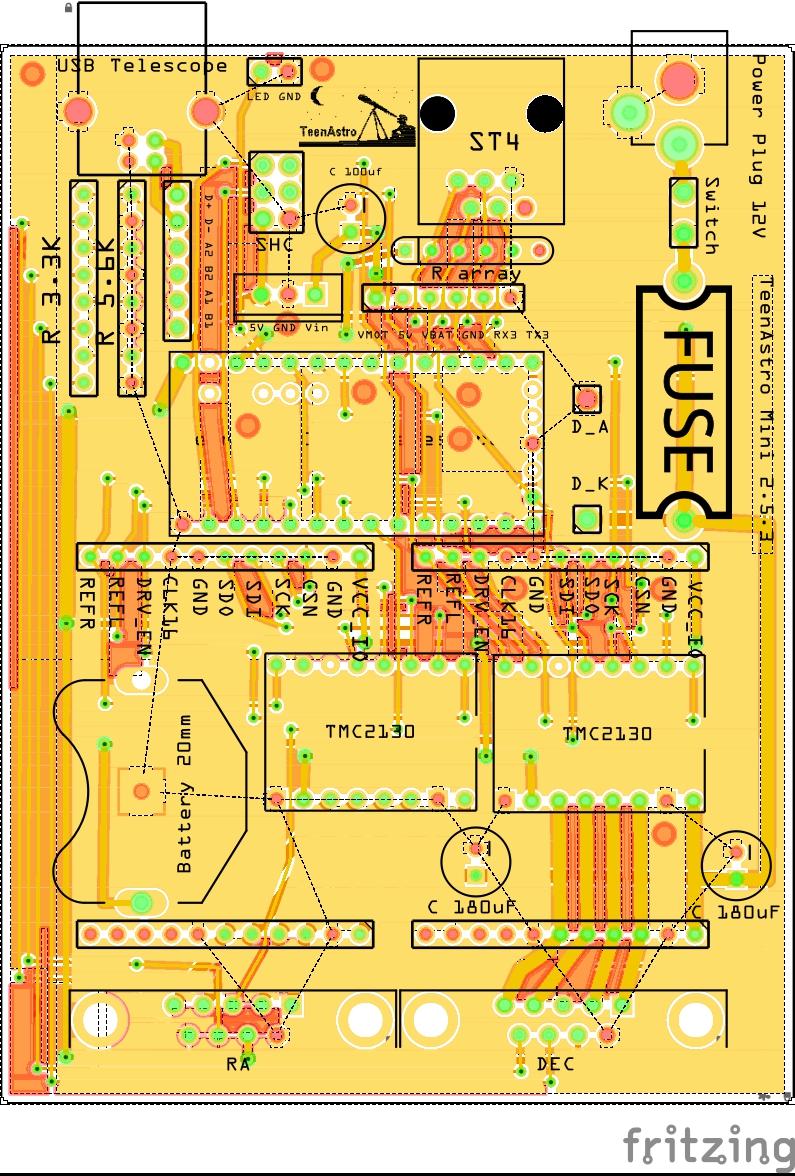 USB Telescope
LED GND
TeenAstro
ST4
Power Plug 12V
C 100uF
Switch
D+ D- A2 B2 A1 B1
SHC
R 3.3K
R 5.6K
R array
5V GND Vin
VMOT 5V VBAT GND RX3 TX3
FUSE
TeenAstro Mini 2.5.3
D_A
D_K
REFR
REFL
DRV_EN
CLK16
GND
SDO
SDI
SCK
CSN
GND
VCC_IO
REFR
REFL
DRV_EN
CLK16
GND
SDI
SDO
SCK
CSN
GND
VCC_IO
TMC2130
TMC2130
Battery 20mm
C 180uF
C 180uF
RA
DEC
fritzing